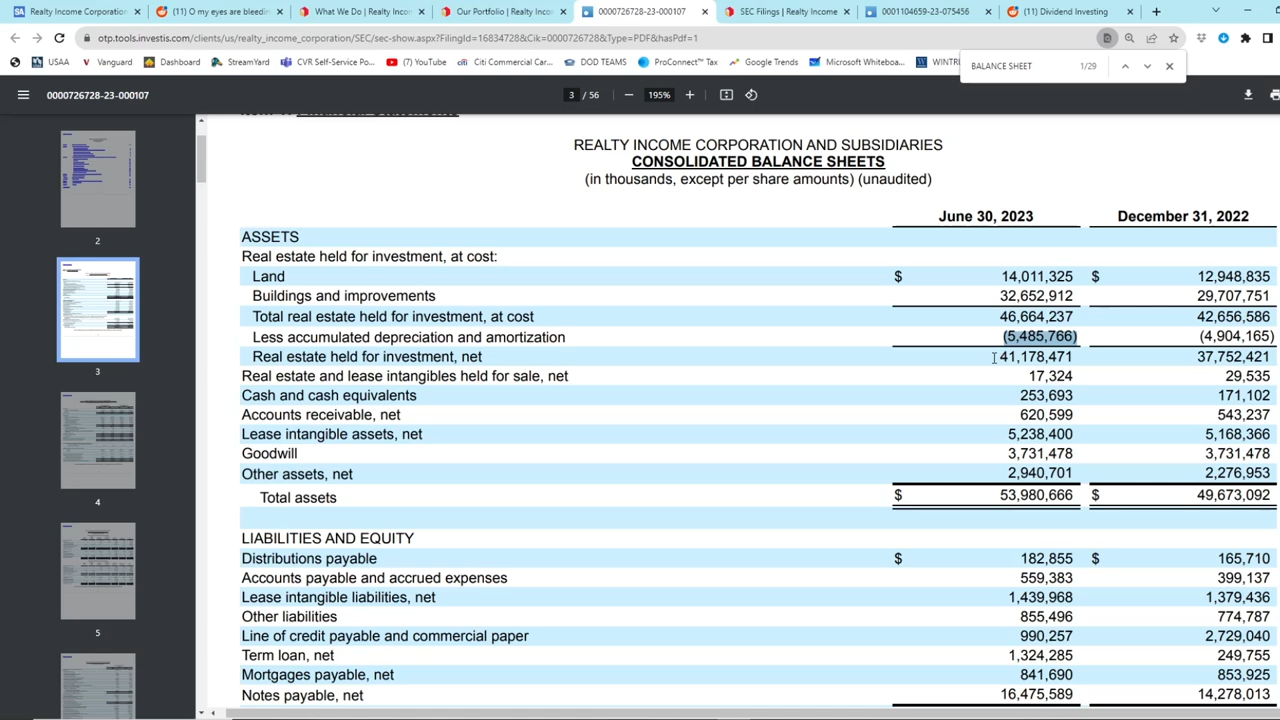 Realty Income Corporation
(11) O my eyes are bleedin
What We Do | Realty Incom
Our Portfolio | Realty Incom
0000726728-23-000107
SEC Filings | Realty Income
0001104659-23-075456
(11) Dividend Investing
otp.tools.investis.com/clients/us/realty_income_corporation/SEC/sec-show.aspx?FilingId=16834728&Cik=0000726728&Type=PDF&hasPdf=1
USAA
Vanguard
Dashboard
StreamYard
CVR Self-Service Po...
(7) YouTube
Citi Commercial Car...
DOD TEAMS
ProConnect™ Tax
Google Trends
Microsoft Whiteboa...
WINTRI
BALANCE SHEET
1/29
0000726728-23-000107
3 / 56
195%
2
3
4
5
REALTY INCOME CORPORATION AND SUBSIDIARIES
CONSOLIDATED BALANCE SHEETS
(in thousands, except per share amounts) (unaudited)
June 30, 2023 December 31, 2022
ASSETS
Real estate held for investment, at cost:
Land $ 14,011,325 $ 12,948,835
Buildings and improvements 32,652,912 29,707,751
Total real estate held for investment, at cost 46,664,237 42,656,586
Less accumulated depreciation and amortization (5,485,766) (4,904,165)
Real estate held for investment, net 41,178,471 37,752,421
Real estate and lease intangibles held for sale, net 17,324 29,535
Cash and cash equivalents 253,693 171,102
Accounts receivable, net 620,599 543,237
Lease intangible assets, net 5,238,400 5,168,366
Goodwill 3,731,478 3,731,478
Other assets, net 2,940,701 2,276,953
Total assets $ 53,980,666 $ 49,673,092
LIABILITIES AND EQUITY
Distributions payable $ 182,855 $ 165,710
Accounts payable and accrued expenses 559,383 399,137
Lease intangible liabilities, net 1,439,968 1,379,436
Other liabilities 855,496 774,787
Line of credit payable and commercial paper 990,257 2,729,040
Term loan, net 1,324,285 249,755
Mortgages payable, net 841,690 853,925
Notes payable, net 16,475,589 14,278,013